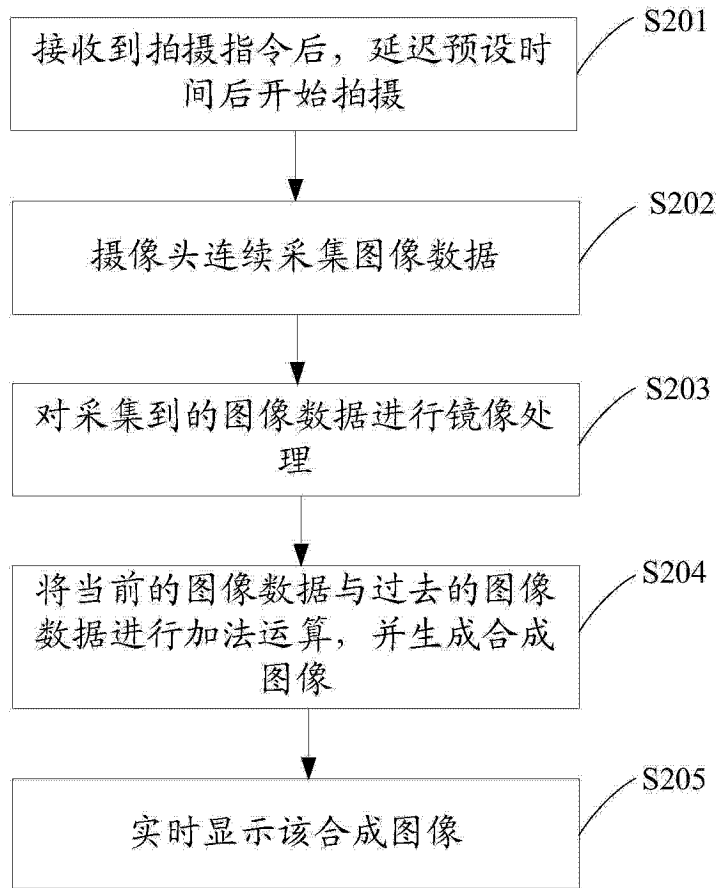 接收到拍摄指令后，延迟预设时
间后开始拍摄
S201
摄像头连续采集图像数据
S202
对采集到的图像数据进行镜像处
理
S203
将当前的图像数据与过去的图像
数据进行加法运算，并生成合成
图像
S204
实时显示该合成图像
S205